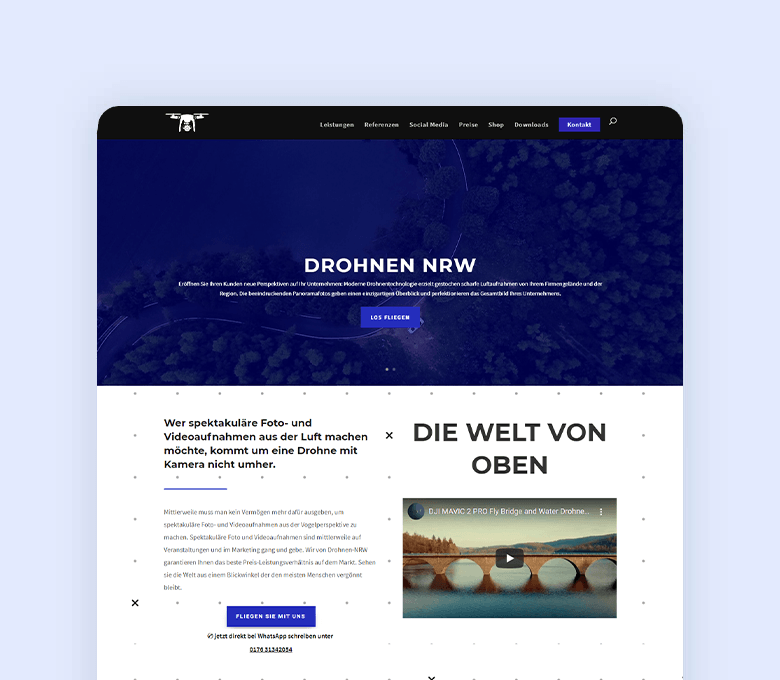 Leistungen Referenzen Social Media Preise Shop Downloads Kontakt
DROHNEN NRW
Eröffnen Sie Ihren Kunden neue Perspektiven auf Ihr Unternehmen: Moderne Drohnentechnologie erzielt gestochen scharfe Luftaufnahmen von Ihrem Firmengelände und der
Region. Die beeindruckenden Panoramafotos geben einen einzigartigen Überblick und perfektionieren das Gesamtbild Ihres Unternehmens.
LOS FLIEGEN
Wer spektakuläre Foto- und
Videoaufnahmen aus der Luft machen
möchte, kommt um eine Drohne mit
Kamera nicht umher.
Mittlerweile muss man kein Vermögen mehr dafür ausgeben, um
spektakuläre Foto- und Videoaufnahmen aus der Vogelperspektive zu
machen. Spektakuläre Foto und Videoaufnahmen sind mittlerweile auf
Veranstaltungen und im Marketing gang und gebe. Wir von Drohnen-NRW
garantieren Ihnen das beste Preis-Leistungsverhältnis auf dem Markt. Sehen
sie die Welt aus einem Blickwinkel der den meisten Menschen vergönnt
bleibt.
FLIEGEN SIE MIT UNS
✆ Jetzt direkt bei WhatsApp schreiben unter
0176 31342054
DIE WELT VON
OBEN
DJI MAVIC 2 PRO Fly Bridge and Water Drohne...